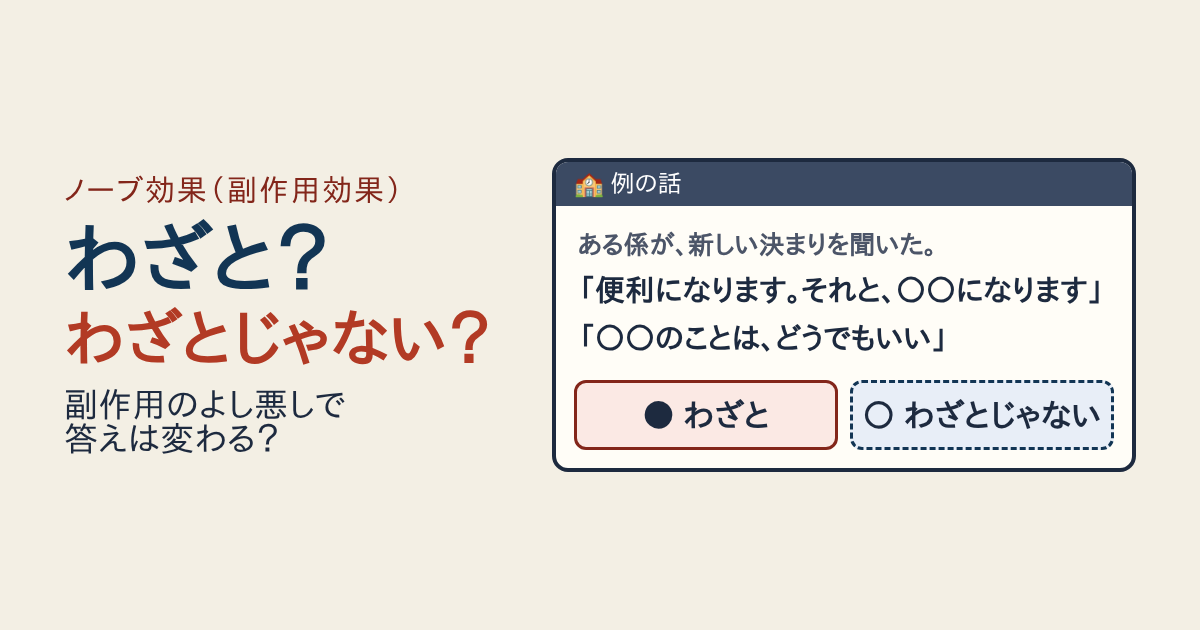 ノーブ効果(副作用効果)
わざと?
わざとじゃない?
副作用のよし悪しで
答えは変わる?
🏫 例の話
ある係が、新しい決まりを聞いた。
「便利になります。それと、〇〇になります」
「〇〇のことは、どうでもいい」
● わざと
○ わざとじゃない